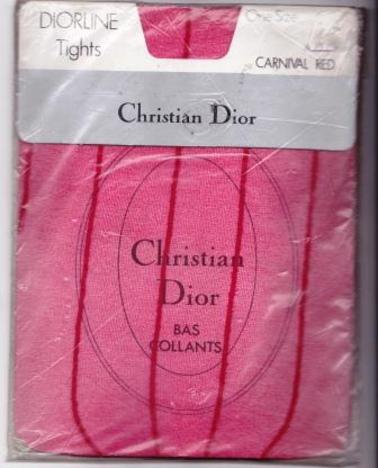 DIORLINE
Tights
One Size
CARNIVAL RED
Christian Dior
Christian
Dior
BAS
COLLANTS